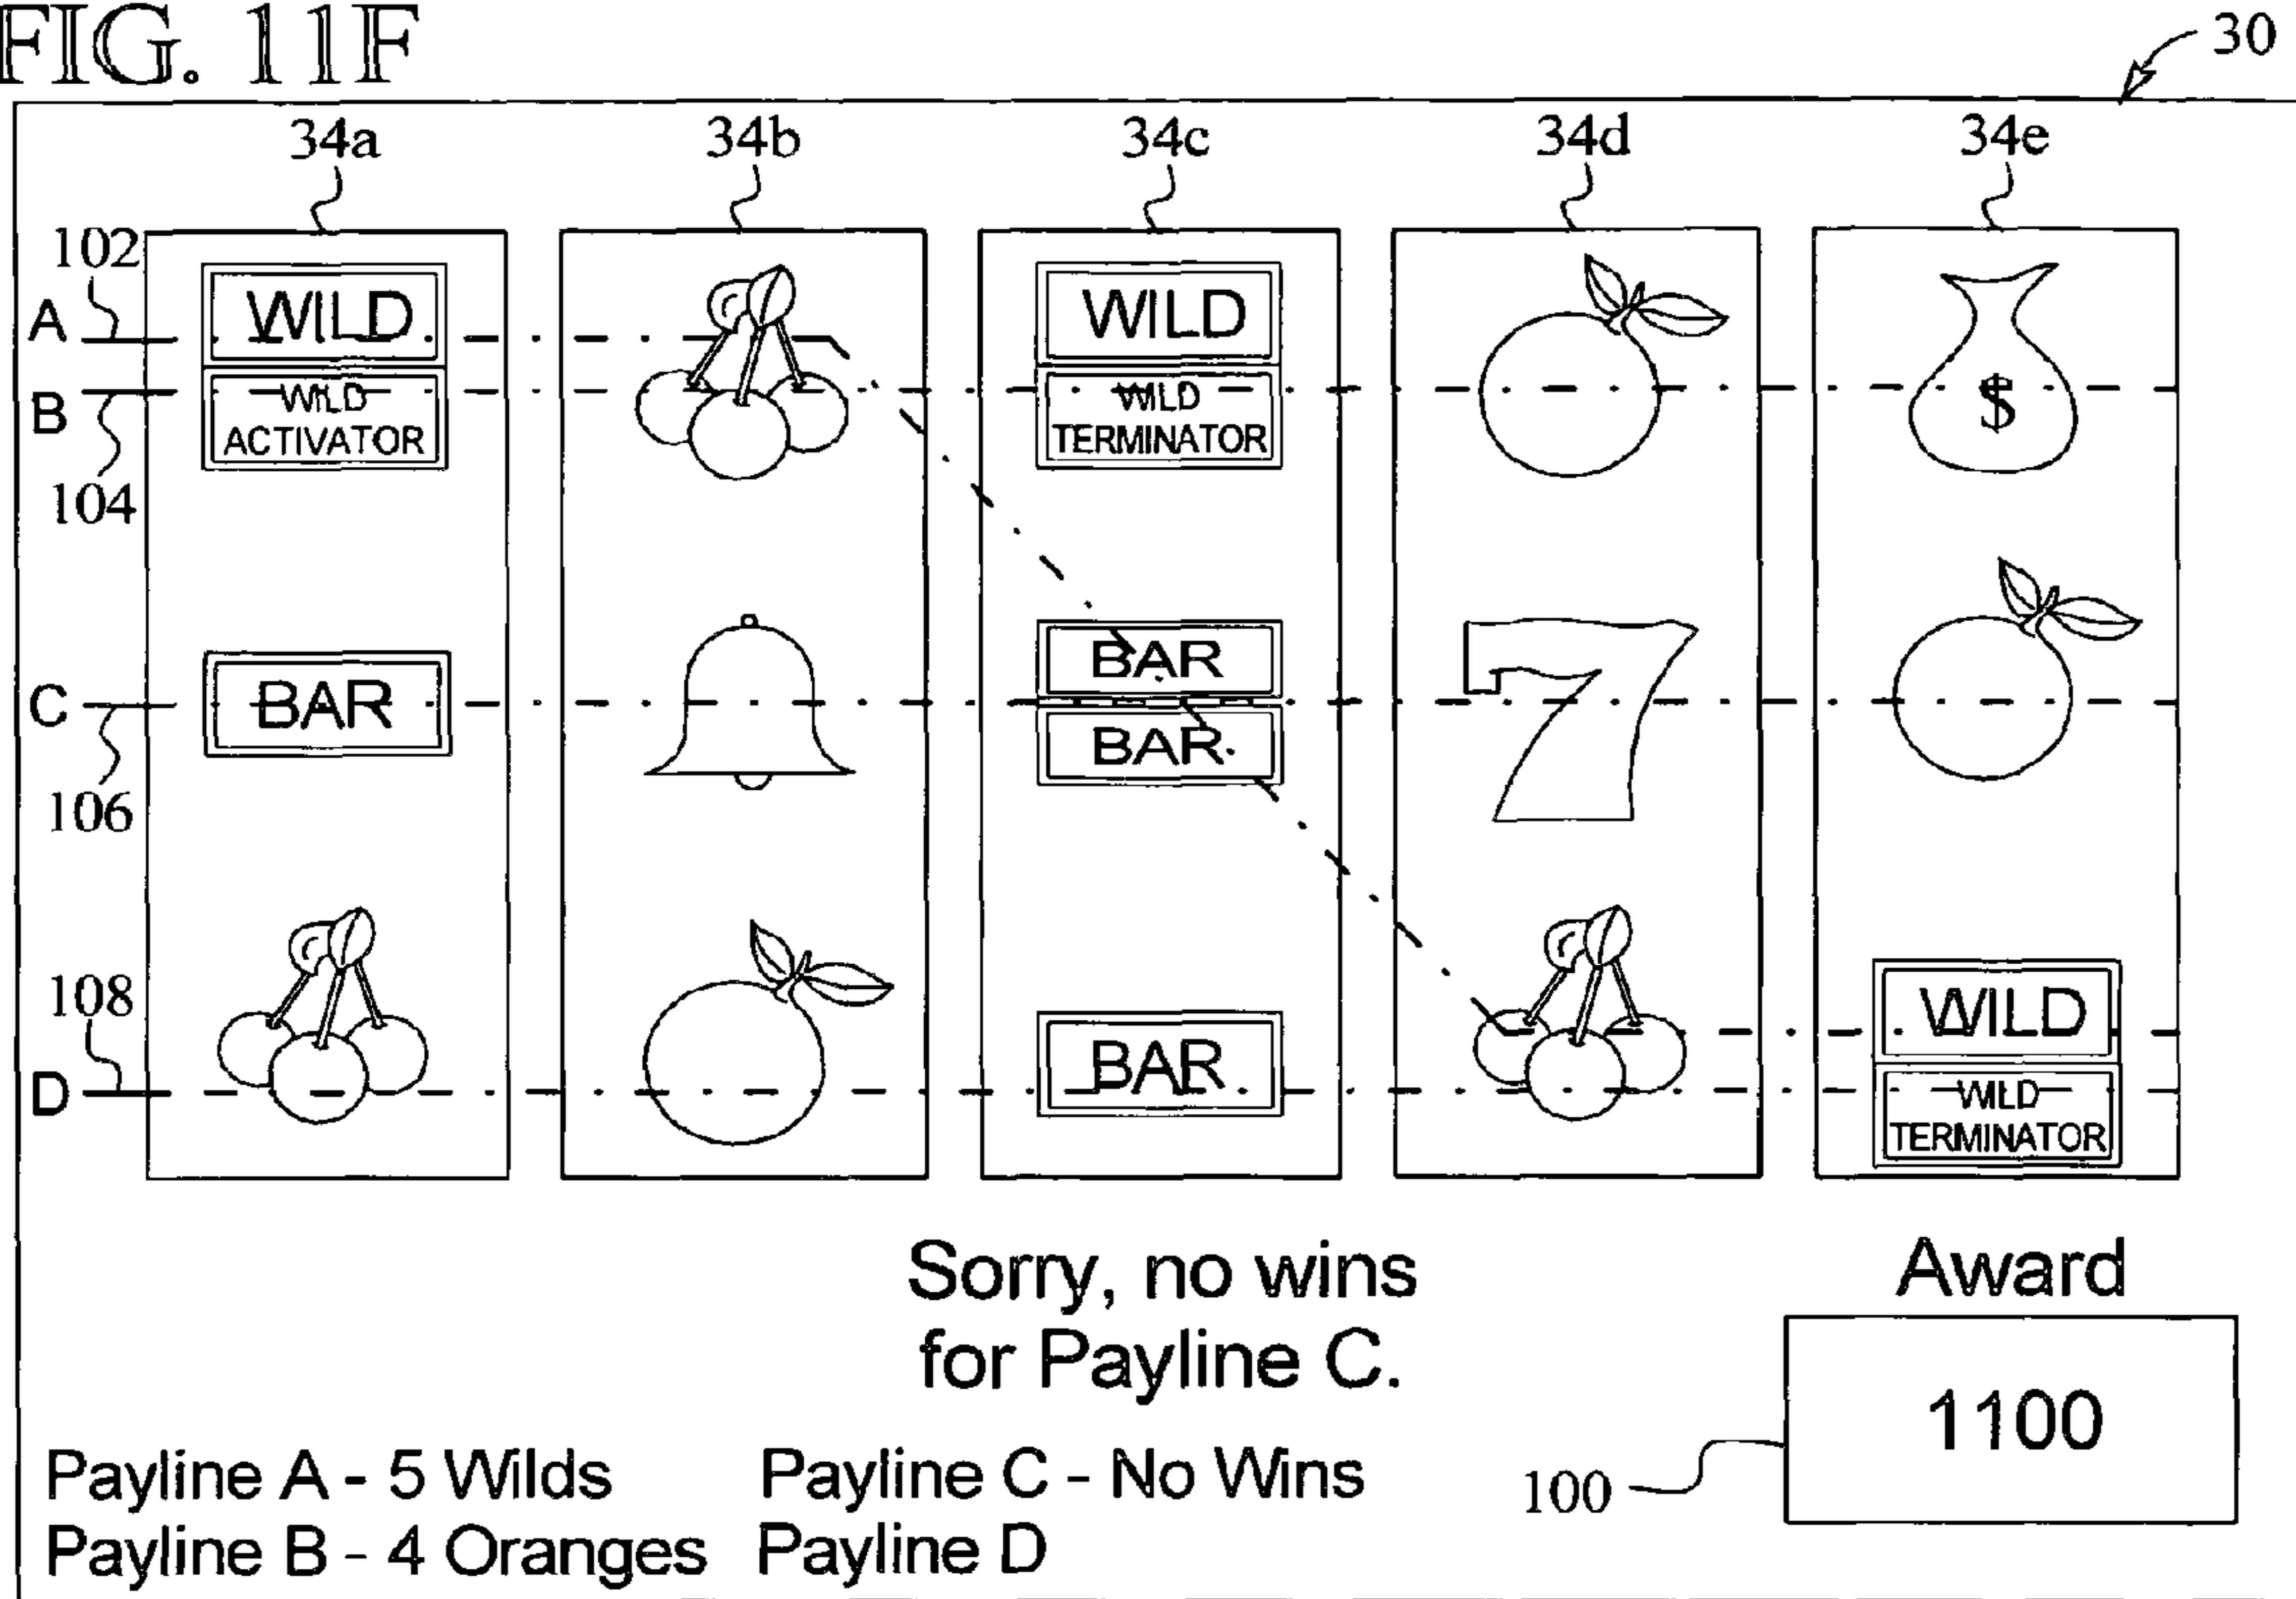 FIG. 11F
30
34a 34b 34c 34d 34e
102
A
WILD
WILD
$
B
WILD ACTIVATOR
WILD TERMINATOR
104
C
BAR
BAR
BAR
7
106
108
D
BAR
WILD
WILD TERMINATOR
Sorry, no wins
for Payline C.
Award
1100
100
Payline A - 5 Wilds
Payline C - No Wins
Payline B - 4 Oranges
Payline D